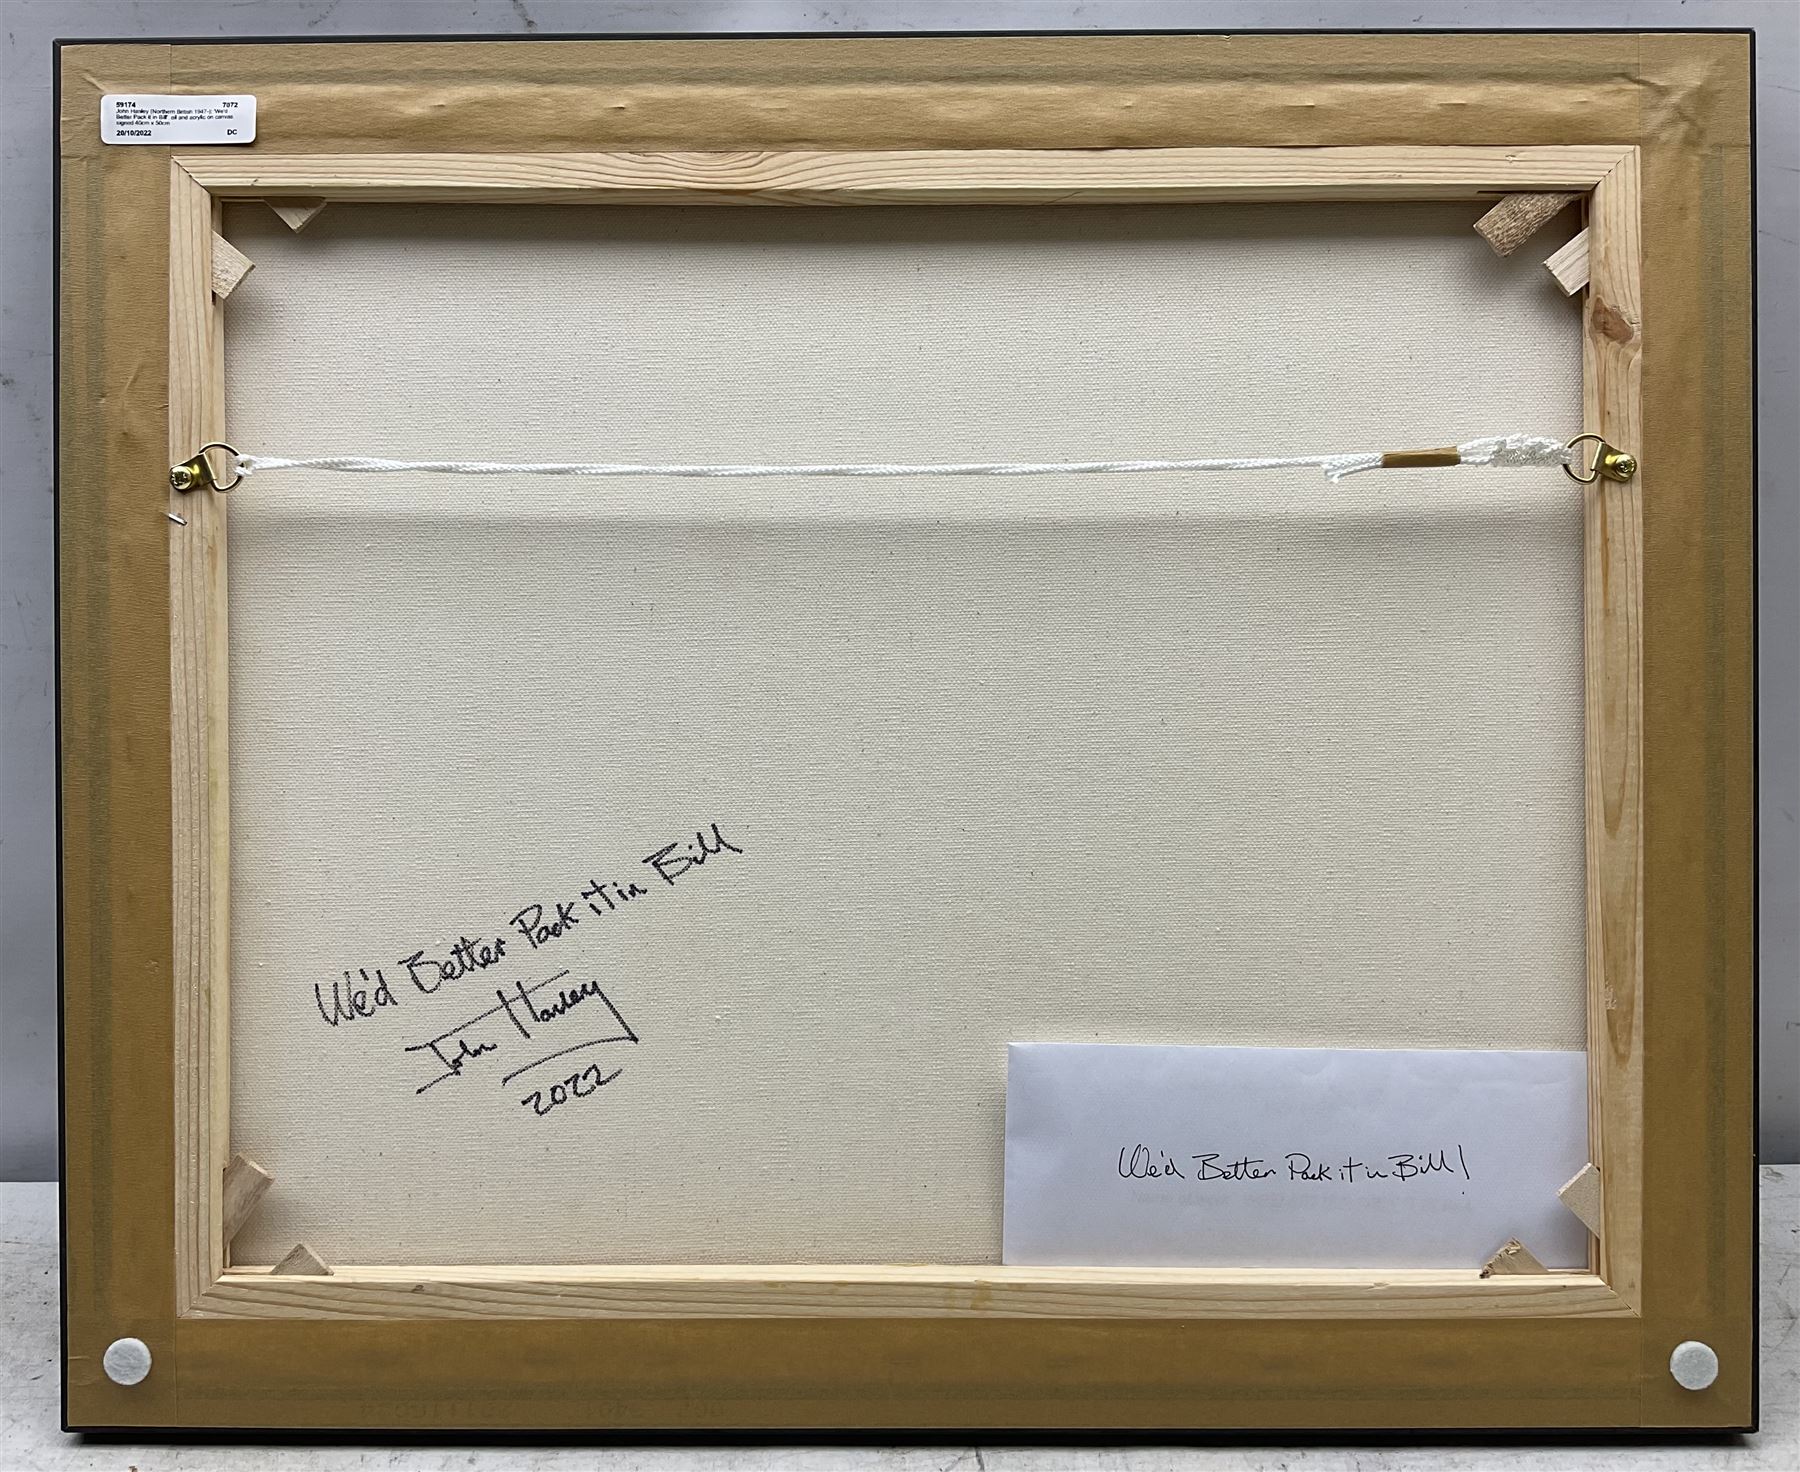 59174 7072
John Hanley (Northern British 1947-): 'We'd
Better Pack it in Bill' oil and acrylic on canvas
signed 40cm x 50cm
20/10/2022 DC
We'd Better Pack it in Bill
John Hanley
2022
We'd Better Pack it in Bill!